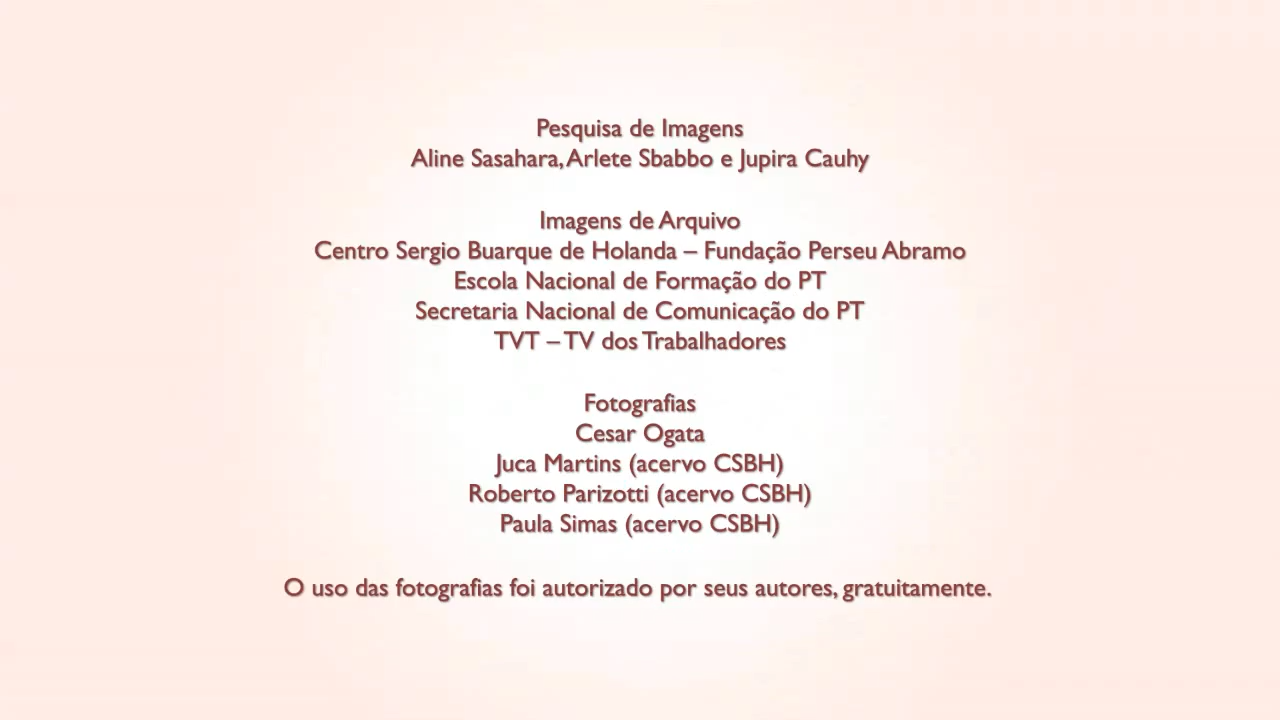 Pesquisa de Imagens
Aline Sasahara, Arlete Sbabbo e Jupira Cauhy
Imagens de Arquivo
Centro Sergio Buarque de Holanda – Fundação Perseu Abramo
Escola Nacional de Formação do PT
Secretaria Nacional de Comunicação do PT
TVT – TV dos Trabalhadores
Fotografias
Cesar Ogata
Juca Martins (acervo CSBH)
Roberto Parizotti (acervo CSBH)
Paula Simas (acervo CSBH)
O uso das fotografias foi autorizado por seus autores, gratuitamente.